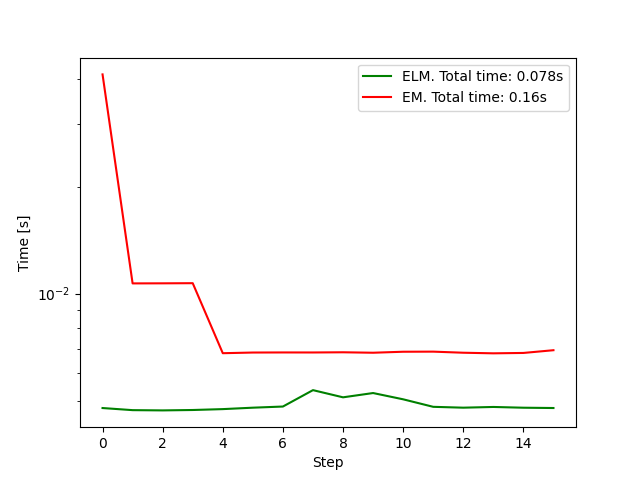 ELM. Total time: 0.078s
EM. Total time: 0.16s
Time [s]
10⁻²
0 2 4 6 8 10 12 14
Step